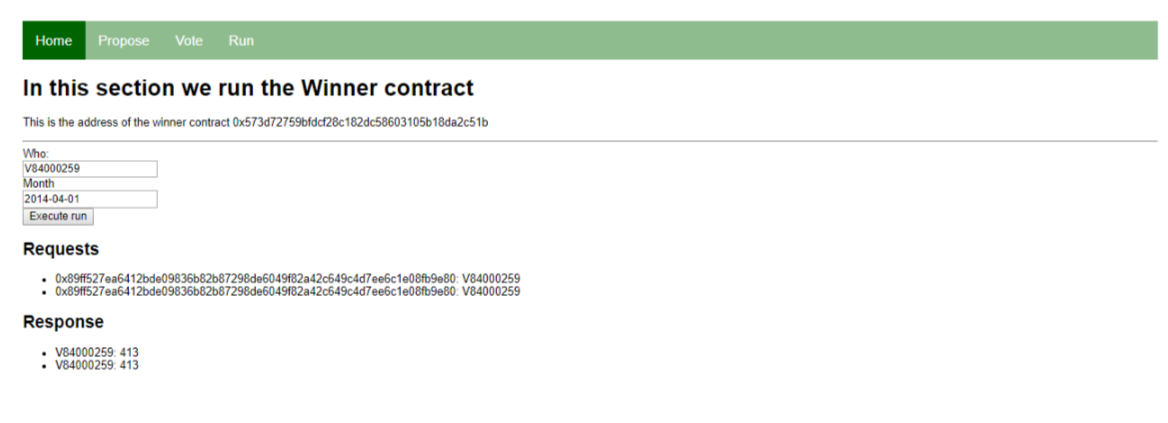 Home Propose Vote Run
In this section we run the Winner contract
This is the address of the winner contract 0x573d72759bfdcf28c182dc58603105b18da2c51b
Who:
V84000259
Month
2014-04-01
Execute run
Requests
• 0x89ff527ea6412bde09836b82b87298de6049f82a42c649c4d7ee6c1e08fb9e80: V84000259
• 0x89ff527ea6412bde09836b82b87298de6049f82a42c649c4d7ee6c1e08fb9e80: V84000259
Response
• V84000259: 413
• V84000259: 413